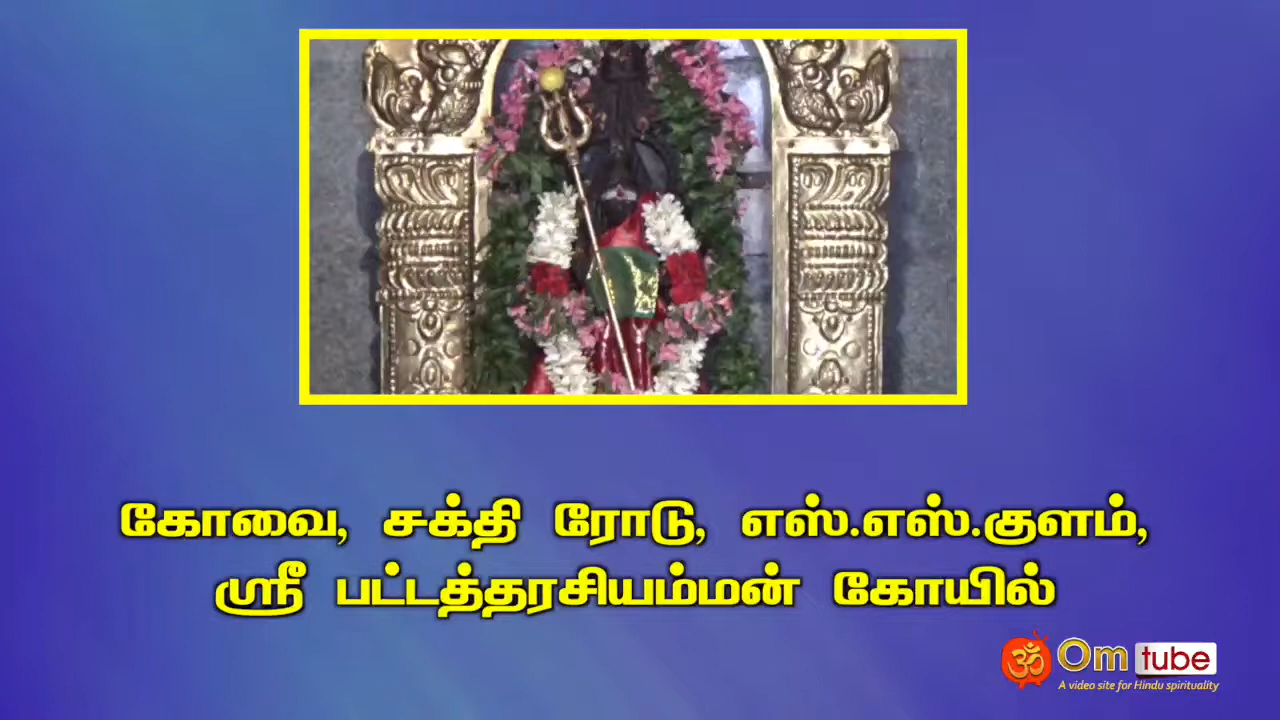 கோவை, சக்தி ரோடு, எஸ்.எஸ்.குளம்,
ஸ்ரீ பட்டத்தரசியம்மன் கோயில்
ॐ Om tube
A video site for Hindu spirituality